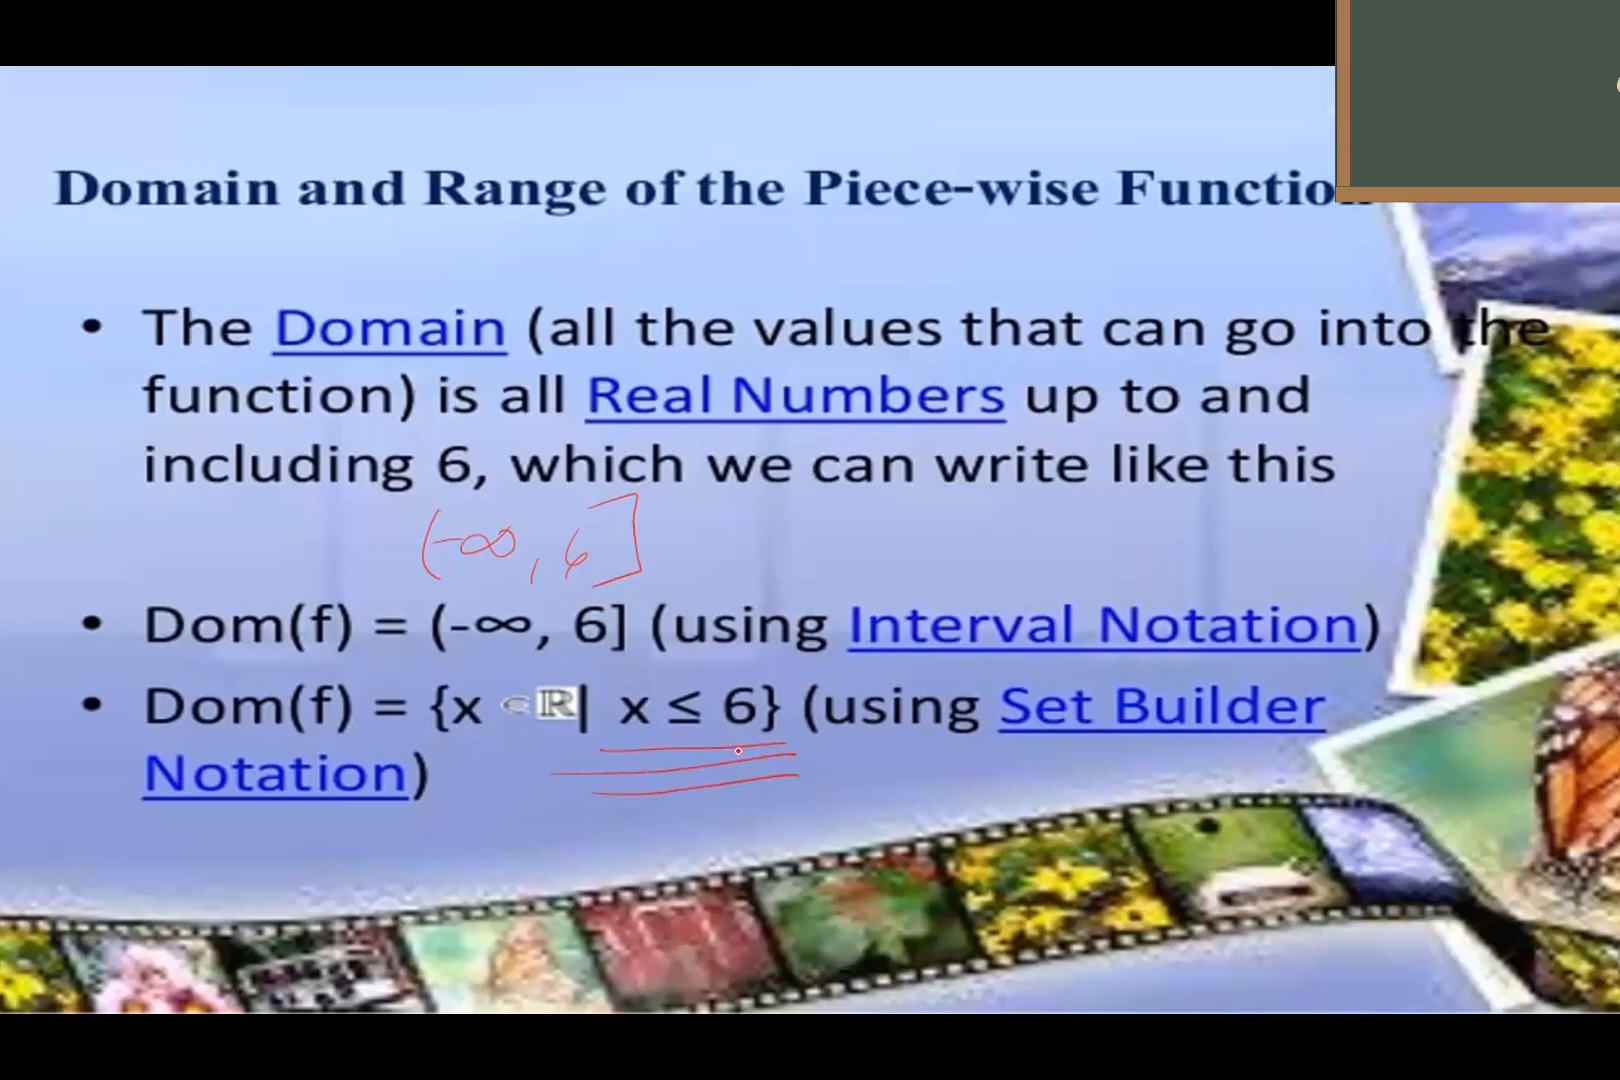 Domain and Range of the Piece-wise Function
• The Domain (all the values that can go into the
function) is all Real Numbers up to and
including 6, which we can write like this
(-∞, 6]
• Dom(f) = (-∞, 6] (using Interval Notation)
• Dom(f) = {x ∈ ℝ| x ≤ 6} (using Set Builder
Notation)